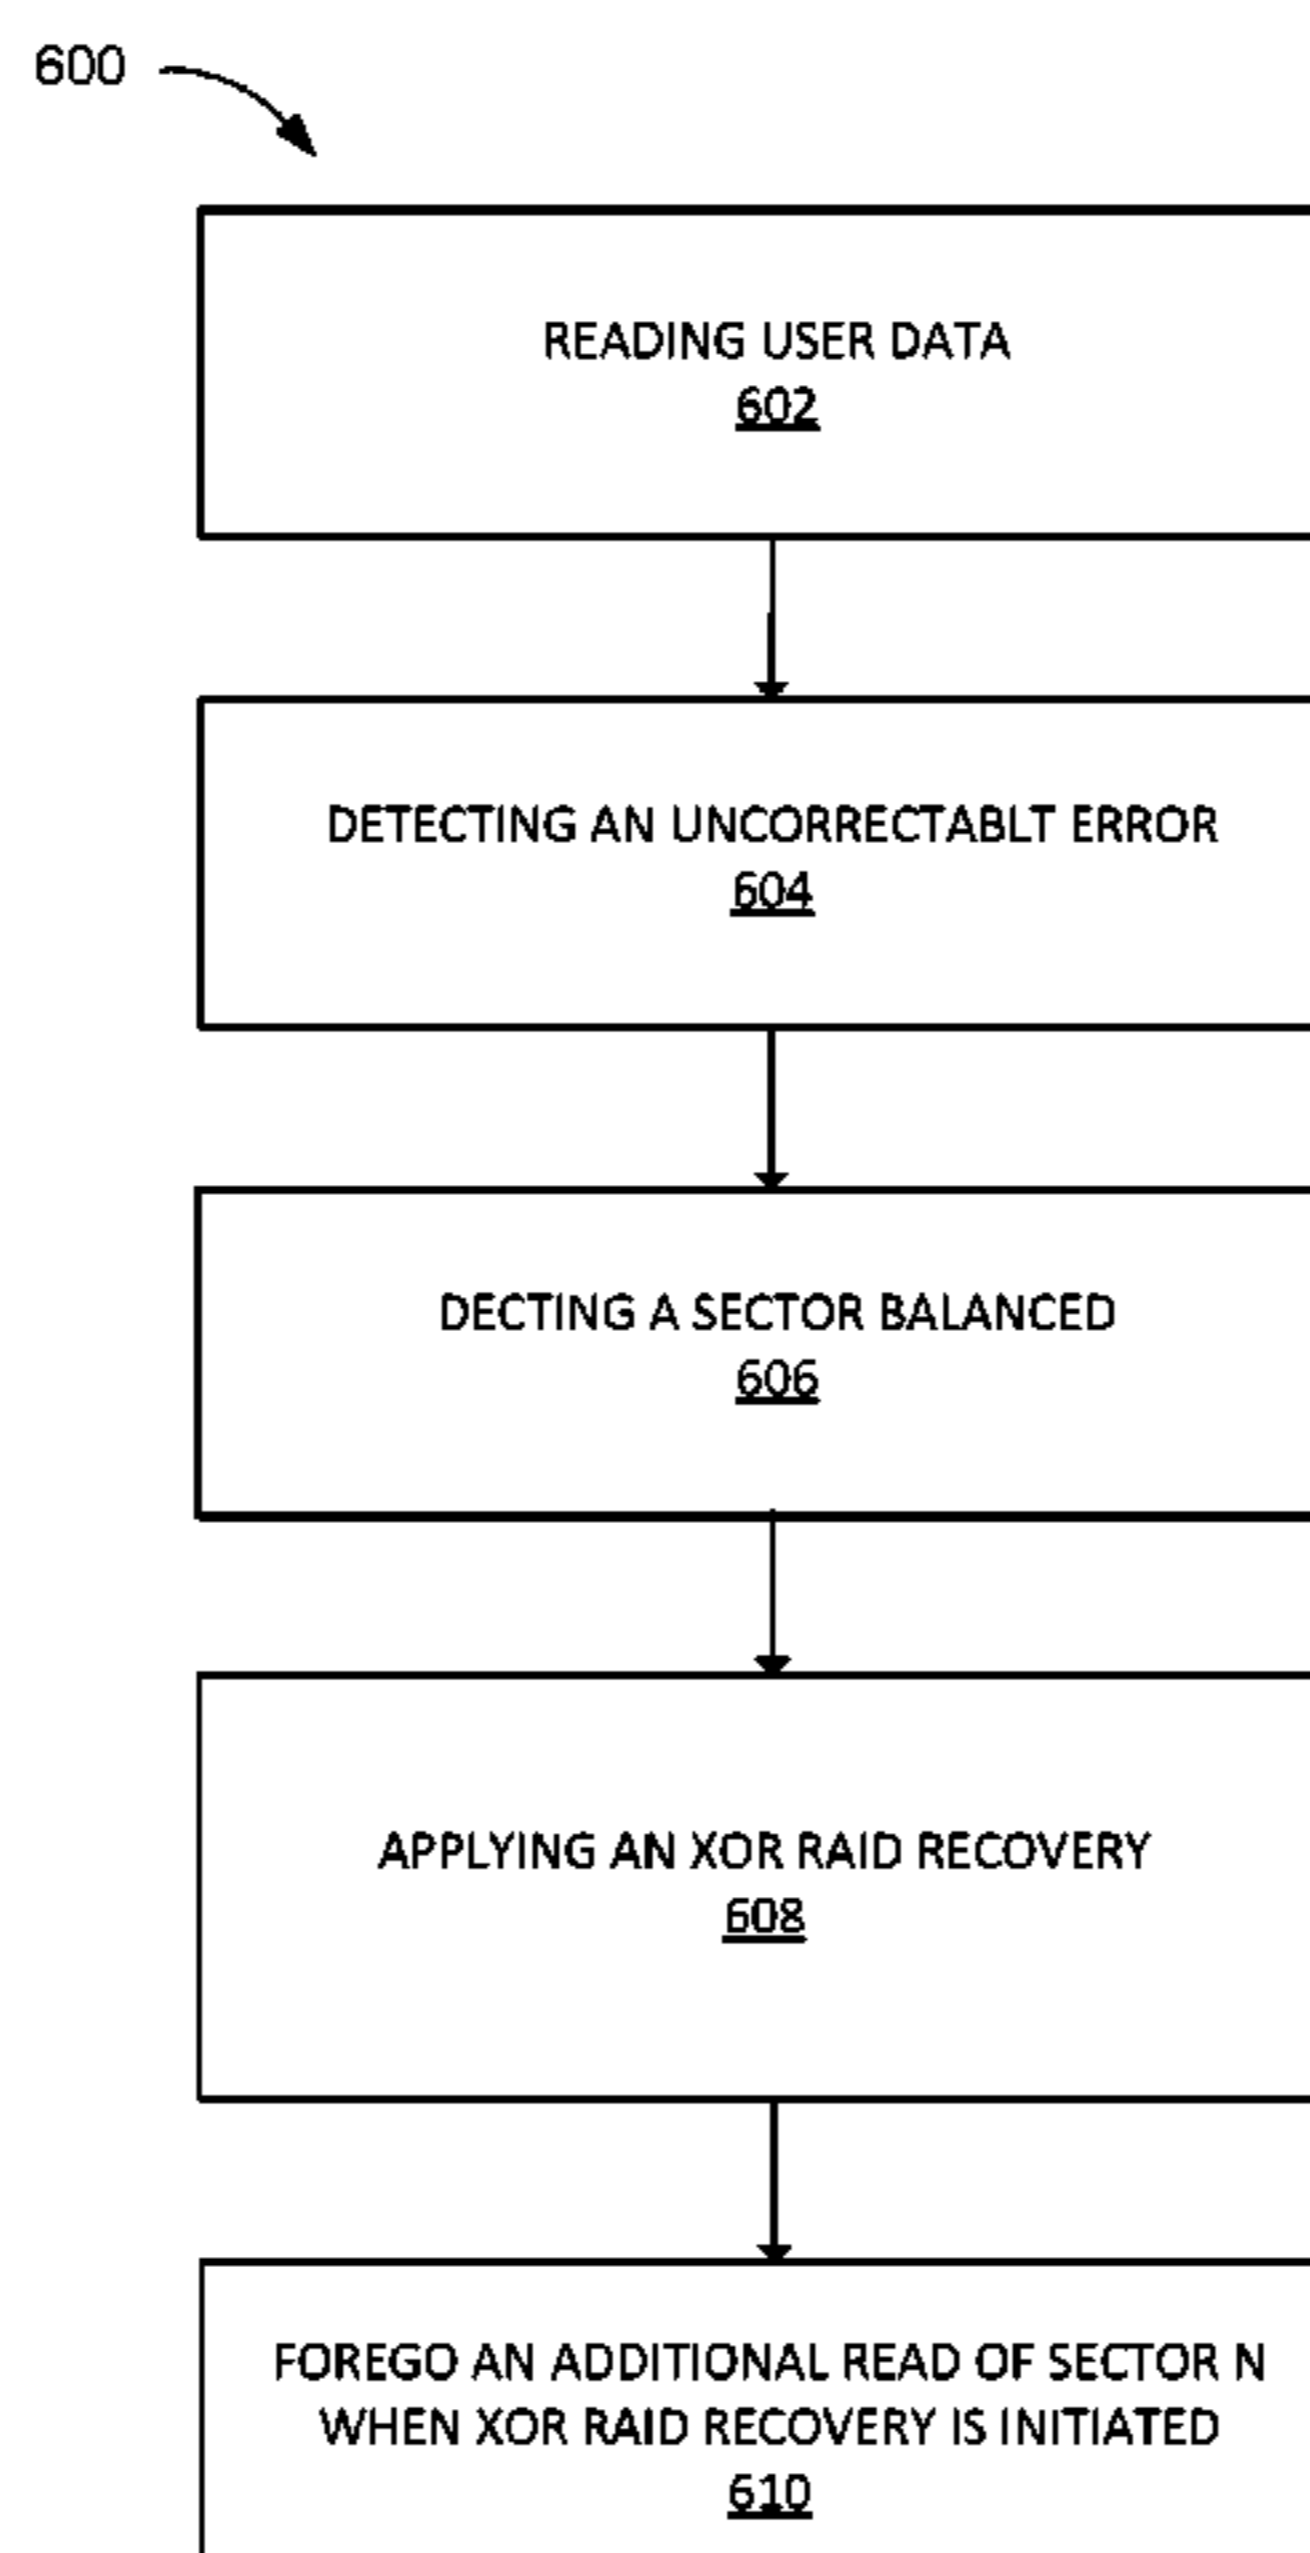 600
READING USER DATA
602
DETECTING AN UNCORRECTABLT ERROR
604
DECTING A SECTOR BALANCED
606
APPLYING AN XOR RAID RECOVERY
608
FOREGO AN ADDITIONAL READ OF SECTOR N
WHEN XOR RAID RECOVERY IS INITIATED
610